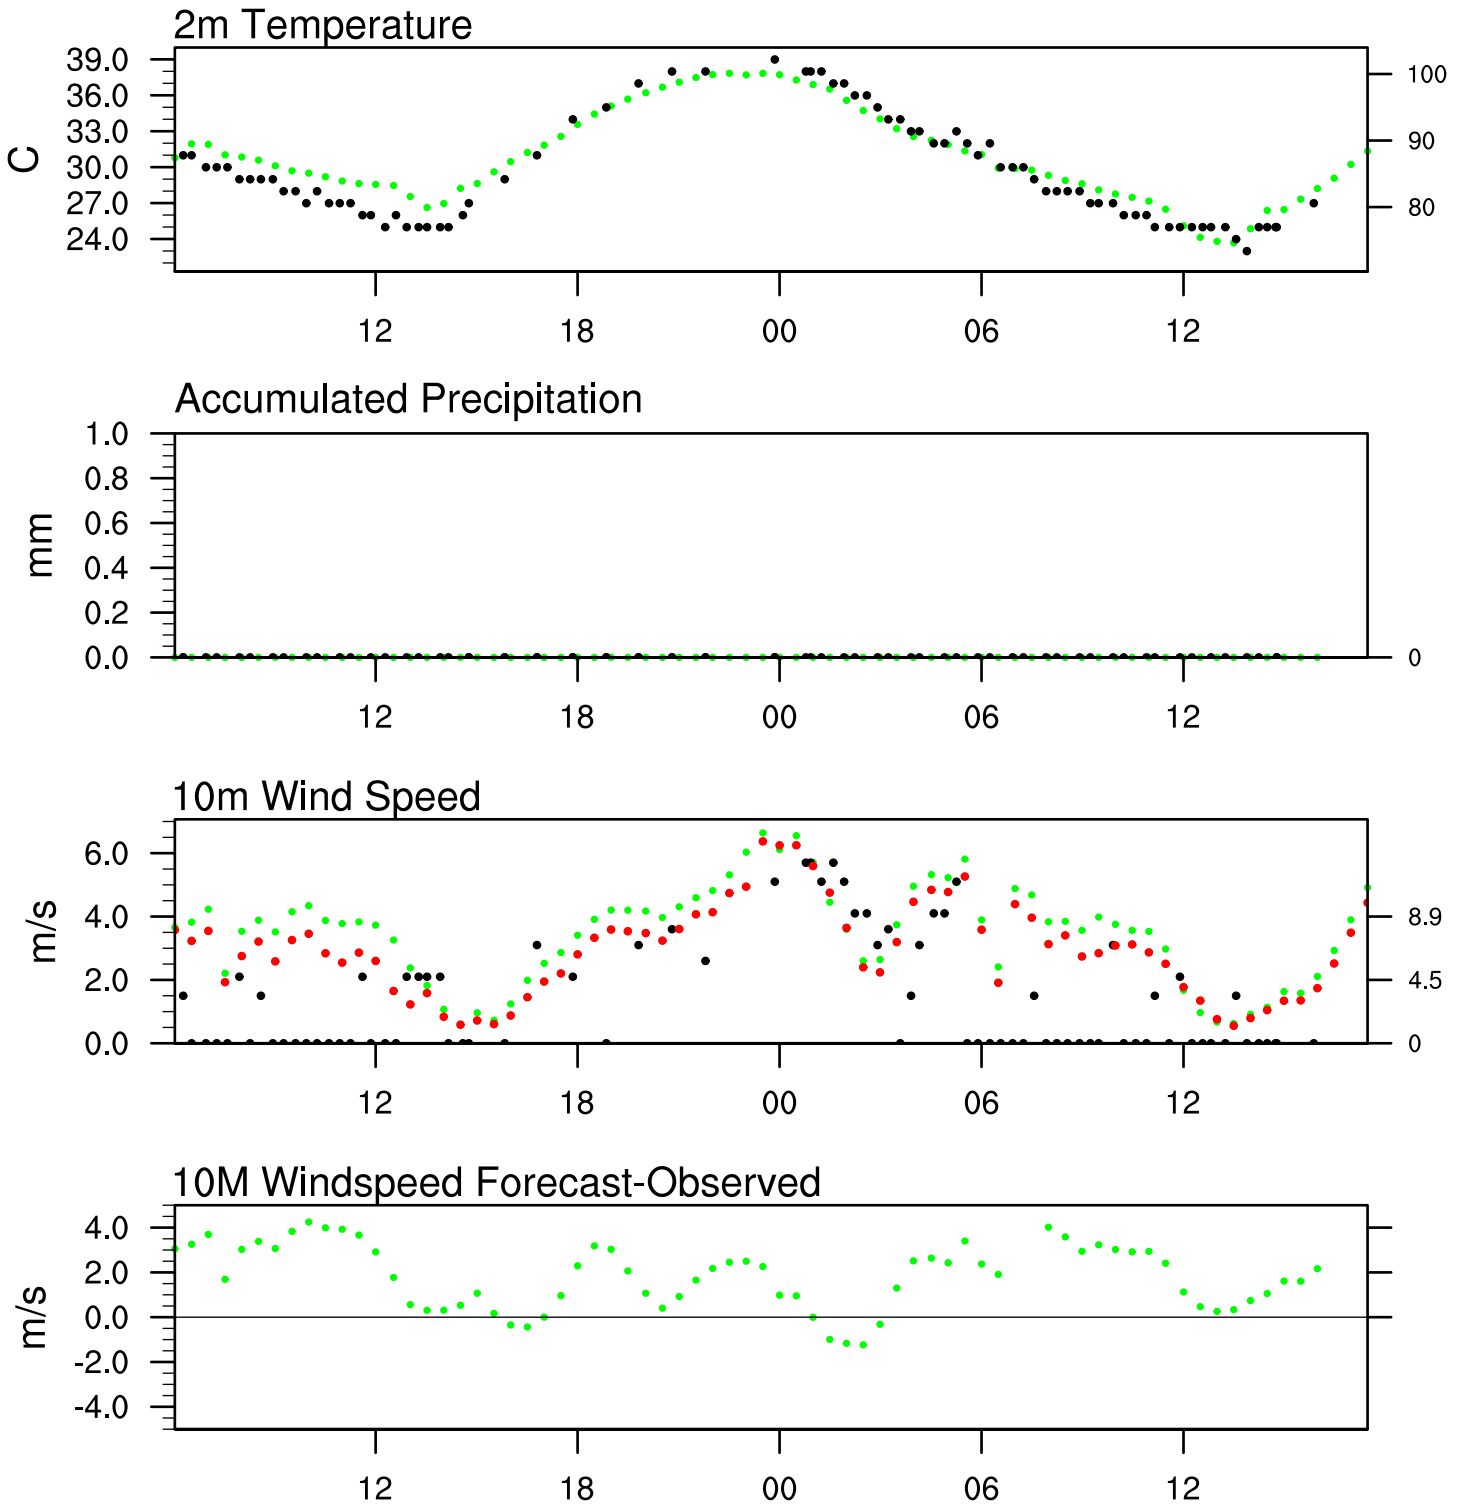 2m Temperature
39.0
36.0
33.0
30.0
27.0
24.0
C
100
90
80
12 18 00 06 12
Accumulated Precipitation
1.0
0.8
0.6
0.4
0.2
0.0
mm
0
12 18 00 06 12
10m Wind Speed
6.0
4.0
2.0
0.0
m/s
8.9
4.5
0
12 18 00 06 12
10M Windspeed Forecast-Observed
4.0
2.0
0.0
-2.0
-4.0
m/s
12 18 00 06 12